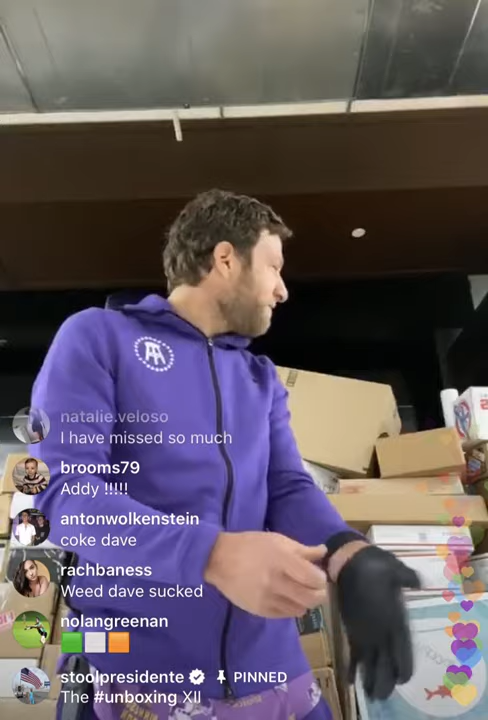 natalie.veloso
I have missed so much
brooms79
Addy !!!!!
antonwolkenstein
coke dave
rachbaness
Weed dave sucked
nolangreenan
stoolpresidente PINNED
The #unboxing XII